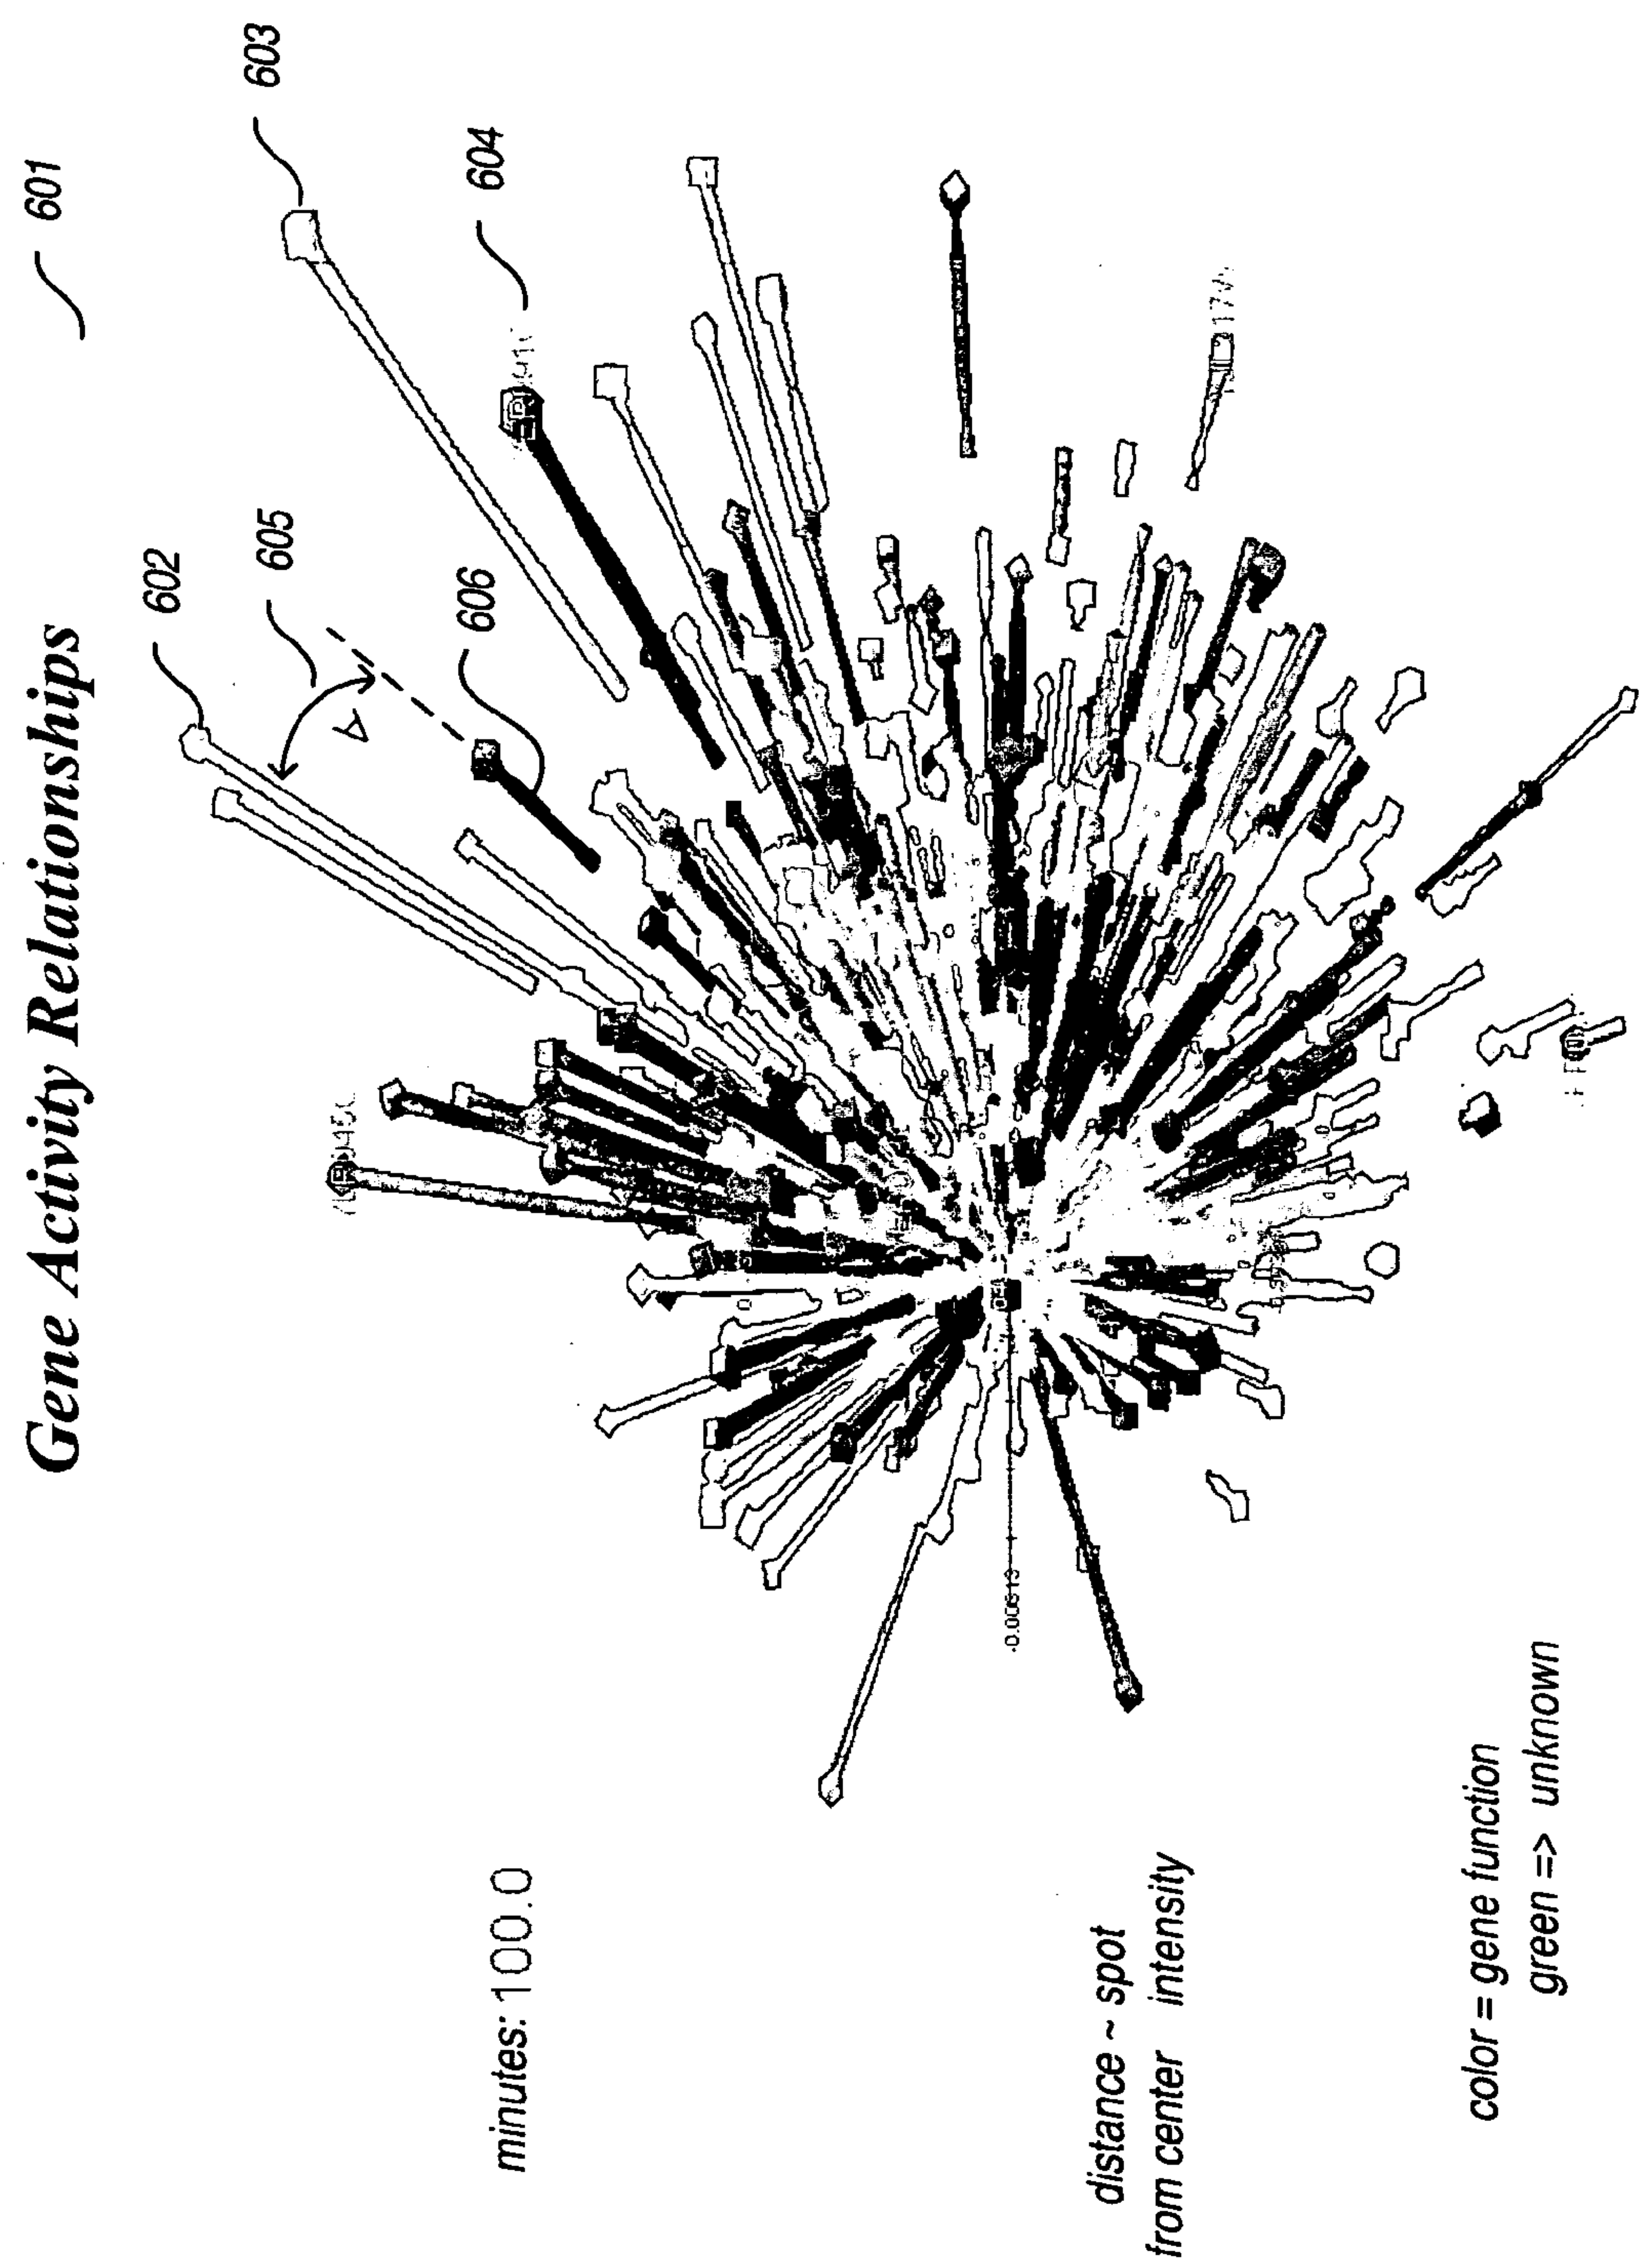 Gene Activity Relationships
601
602
603
605
604
606
minutes: 100.0
-0.00613
distance ~ spot
from center intensity
color = gene function
green => unknown